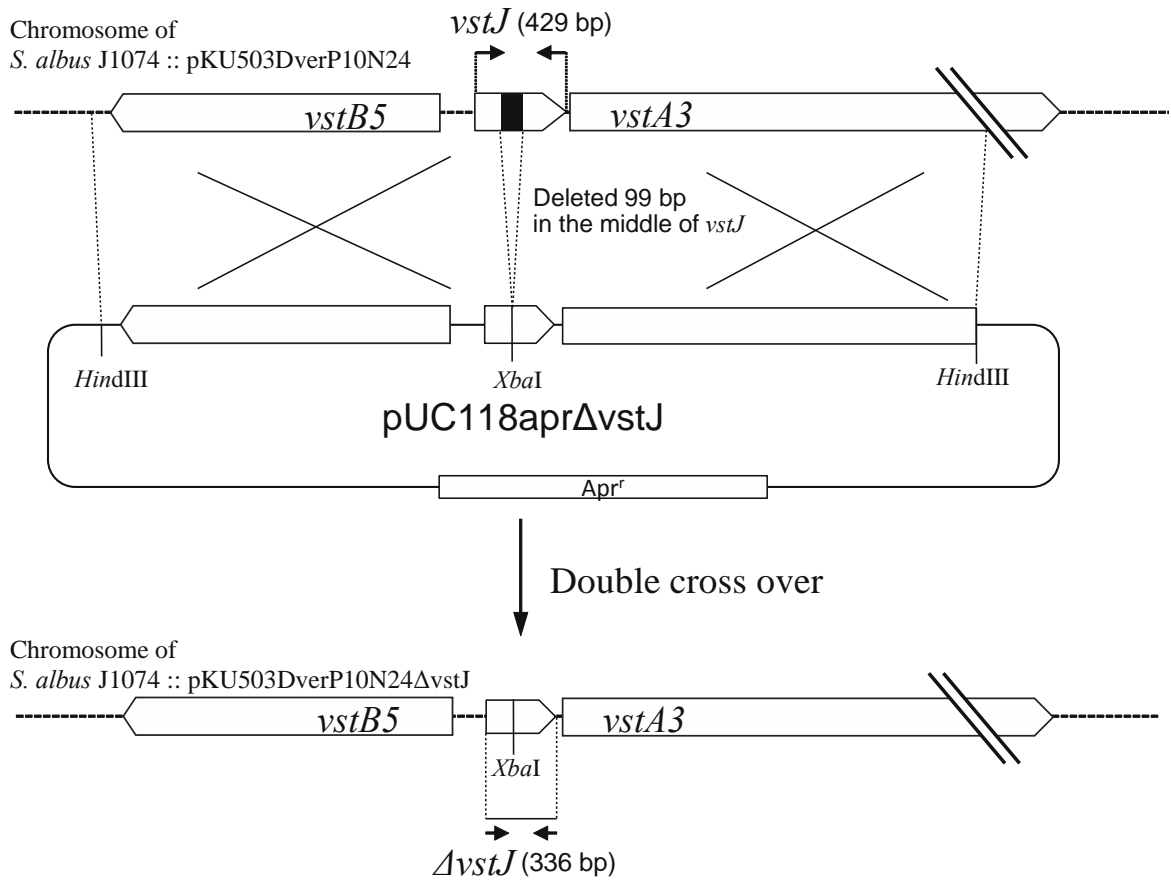 Chromosome of
S. albus J1074 :: pKU503DverP10N24
vstJ (429 bp)
vstB5
vstA3
Deleted 99 bp
in the middle of vstJ
HindIII
XbaI
HindIII
pUC118aprΔvstJ
Aprʳ
Double cross over
Chromosome of
S. albus J1074 :: pKU503DverP10N24ΔvstJ
vstB5
vstA3
XbaI
ΔvstJ (336 bp)